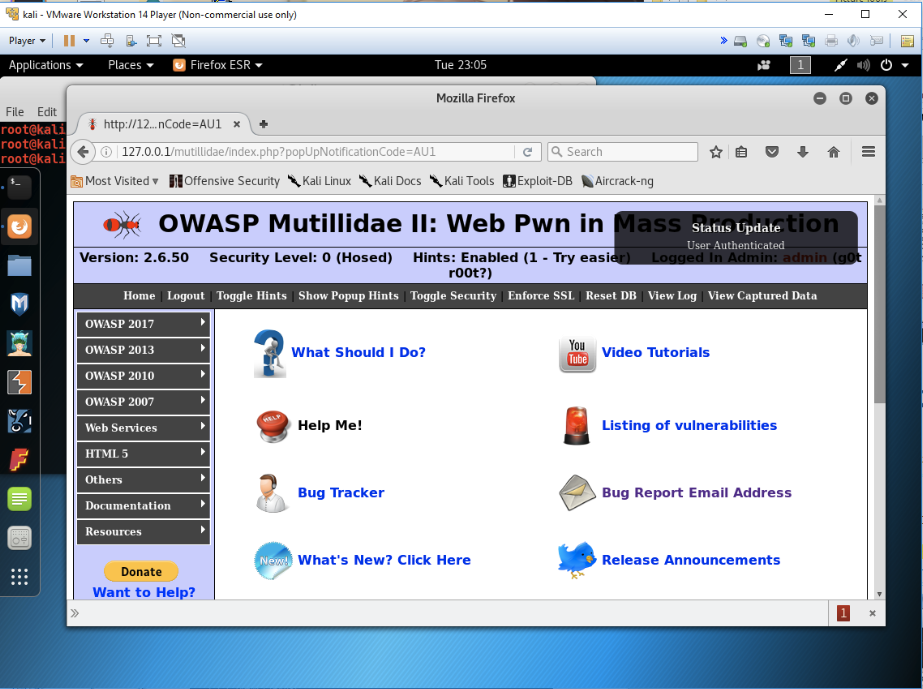 kali - VMware Workstation 14 Player (Non-commercial use only)
Player
Applications Places Firefox ESR Tue 23:05 1
Mozilla Firefox
File Edit
http://12...nCode=AU1
root@kali
root@kali
root@kali
127.0.0.1/mutillidae/index.php?popUpNotificationCode=AU1 Search
Most Visited Offensive Security Kali Linux Kali Docs Kali Tools Exploit-DB Aircrack-ng
OWASP Mutillidae II: Web Pwn in Mass Production
Status Update
User Authenticated
Version: 2.6.50 Security Level: 0 (Hosed) Hints: Enabled (1 - Try easier) Logged In Admin: admin (g0t
r00t?)
Home | Logout | Toggle Hints | Show Popup Hints | Toggle Security | Enforce SSL | Reset DB | View Log | View Captured Data
OWASP 2017
OWASP 2013
OWASP 2010
OWASP 2007
Web Services
HTML 5
Others
Documentation
Resources
Donate
Want to Help?
What Should I Do?
You Tube
Video Tutorials
HELP
Help Me!
Listing of vulnerabilities
Bug Tracker
Bug Report Email Address
New!
What's New? Click Here
Release Announcements
1